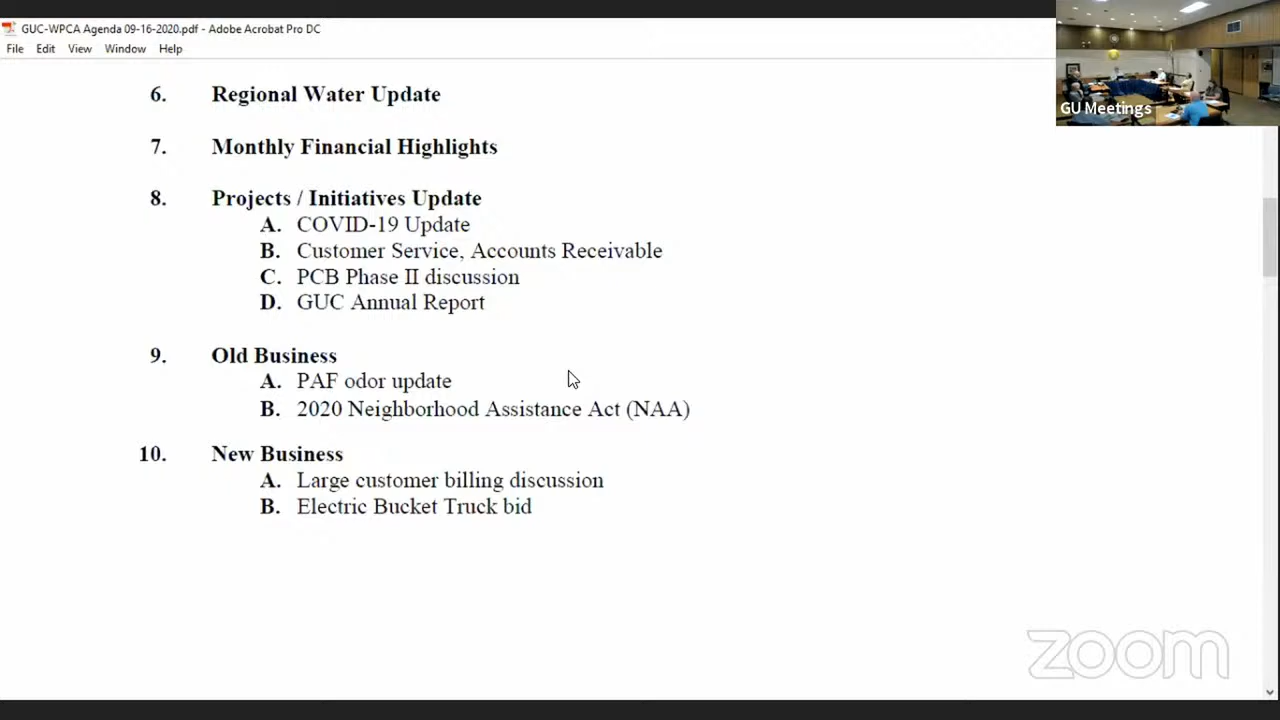 GUC-WPCA Agenda 09-16-2020.pdf - Adobe Acrobat Pro DC
File Edit View Window Help
GU Meetings
6. Regional Water Update
7. Monthly Financial Highlights
8. Projects / Initiatives Update
A. COVID-19 Update
B. Customer Service, Accounts Receivable
C. PCB Phase II discussion
D. GUC Annual Report
9. Old Business
A. PAF odor update
B. 2020 Neighborhood Assistance Act (NAA)
10. New Business
A. Large customer billing discussion
B. Electric Bucket Truck bid
zoom